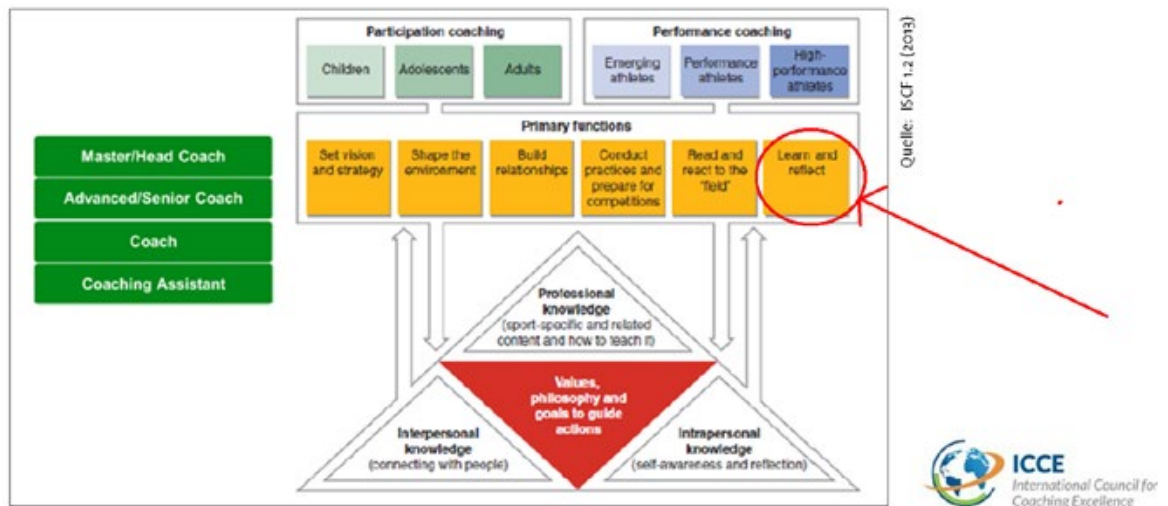 Participation coaching
Performance coaching
Children
Adolescents
Adults
Emerging
athletes
Performance
athletes
High-
performance
athletes
Primary functions
Set vision
and strategy
Shape the
environment
Build
relationships
Conduct
practices and
prepare for
competitions
Read and
react to the
"field"
Learn and
reflect
Master/Head Coach
Advanced/Senior Coach
Coach
Coaching Assistant
Professional
knowledge
(sport-specific and related
content and how to teach it)
Values,
philosophy and
goals to guide
actions
Interpersonal
knowledge
(connecting with people)
Intrapersonal
knowledge
(self-awareness and reflection)
Quelle: ISCF 1.2 (2013)
ICCE
International Council for
Coaching Excellence